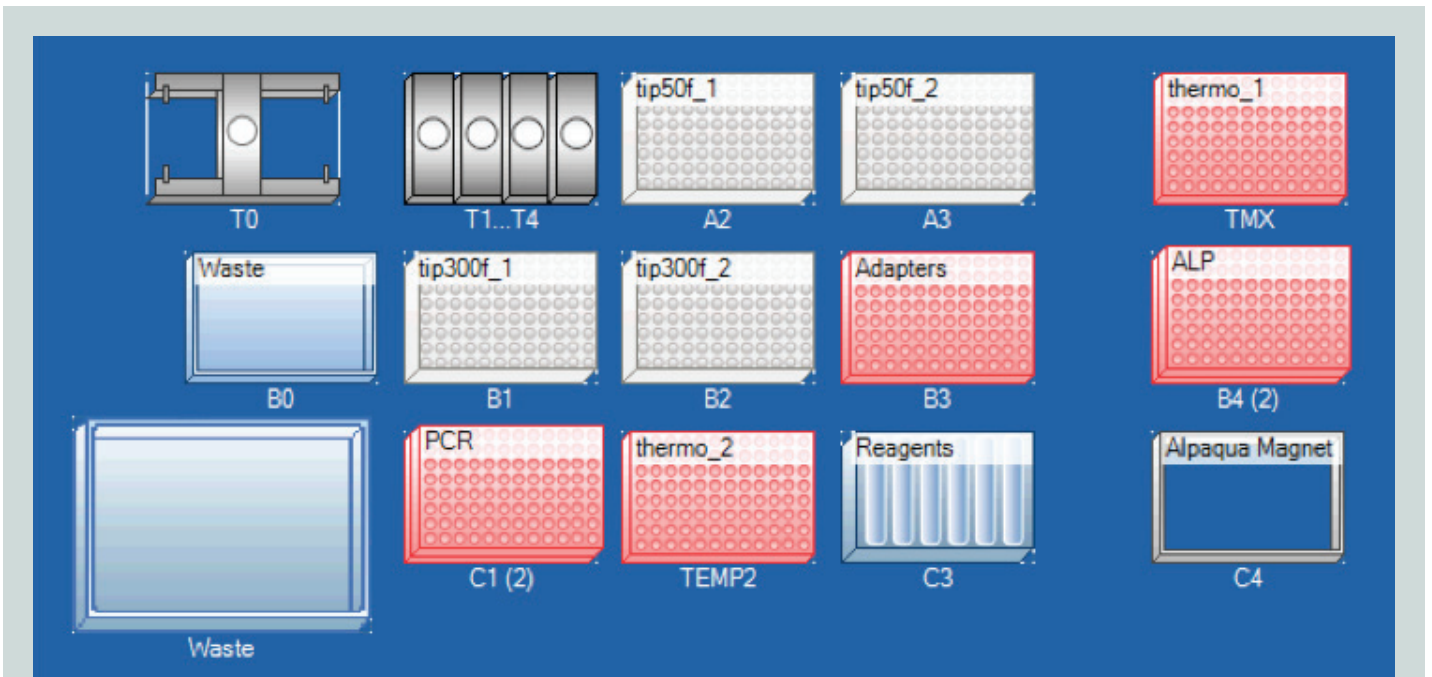 tip50f_1
tip50f_2
thermo_1
T0
T1...T4
A2
A3
TMX
Waste
tip300f_1
tip300f_2
Adapters
ALP
B0
B1
B2
B3
B4 (2)
PCR
thermo_2
Reagents
Alpaqua Magnet
C1 (2)
TEMP2
C3
C4
Waste